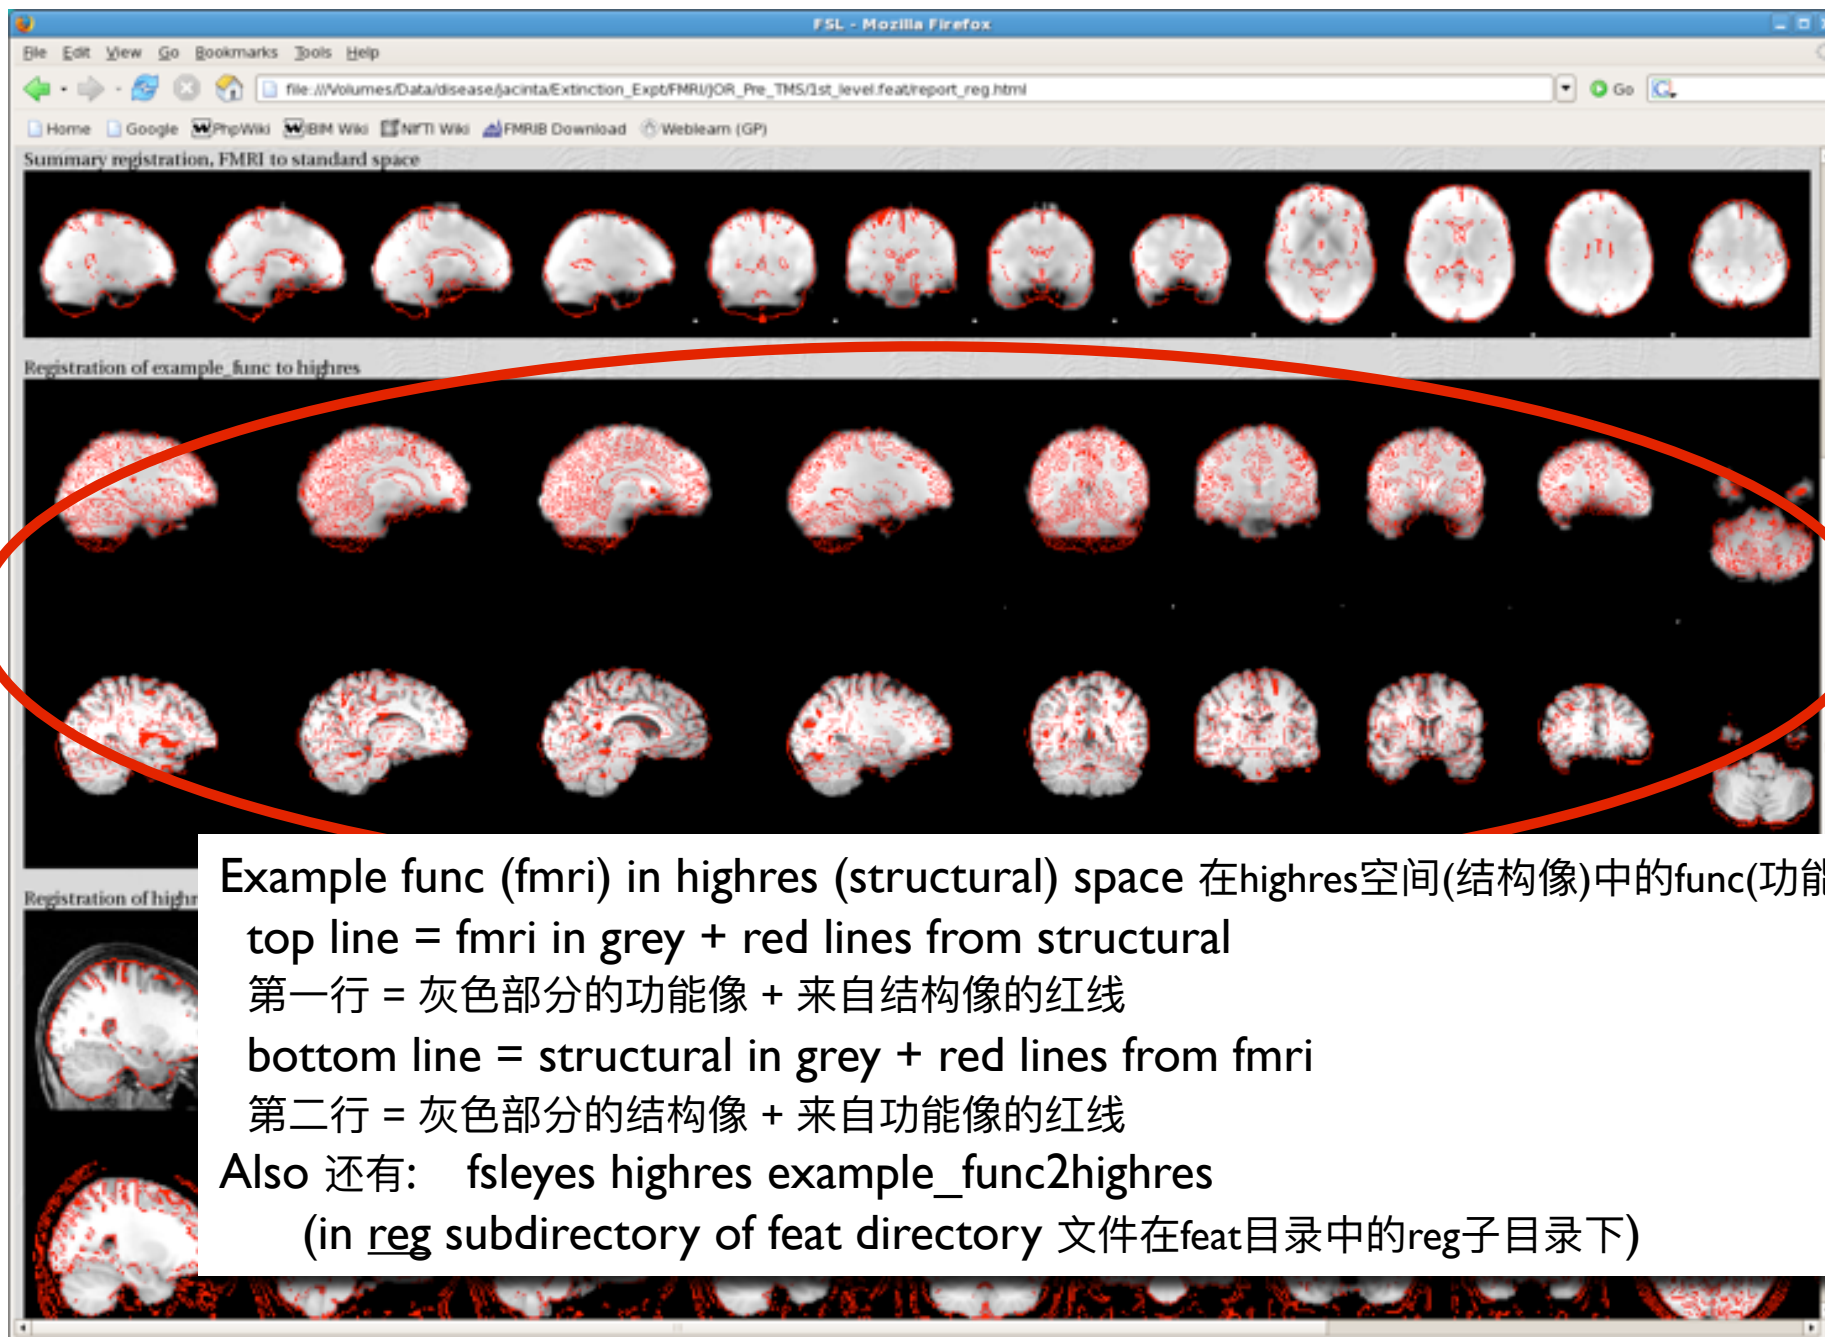 FSL - Mozilla Firefox
File Edit View Go Bookmarks Tools Help
file:///Volumes/Data/disease/jacinta/Extinction_Expt/FMRI/JOR_Pre_TMS/1st_level.feat/report_reg.html
Go
Home Google PhpWiki IBIM Wiki NIfTI Wiki FMRIB Download Weblearn (GP)
Summary registration, FMRI to standard space
Registration of example_func to highres
Example func (fmri) in highres (structural) space 在highres空间(结构像)中的func(功能
top line = fmri in grey + red lines from structural
第一行 = 灰色部分的功能像 + 来自结构像的红线
bottom line = structural in grey + red lines from fmri
第二行 = 灰色部分的结构像 + 来自功能像的红线
Also 还有: fsleyes highres example_func2highres
(in reg subdirectory of feat directory 文件在feat目录中的reg子目录下)
Registration of highr